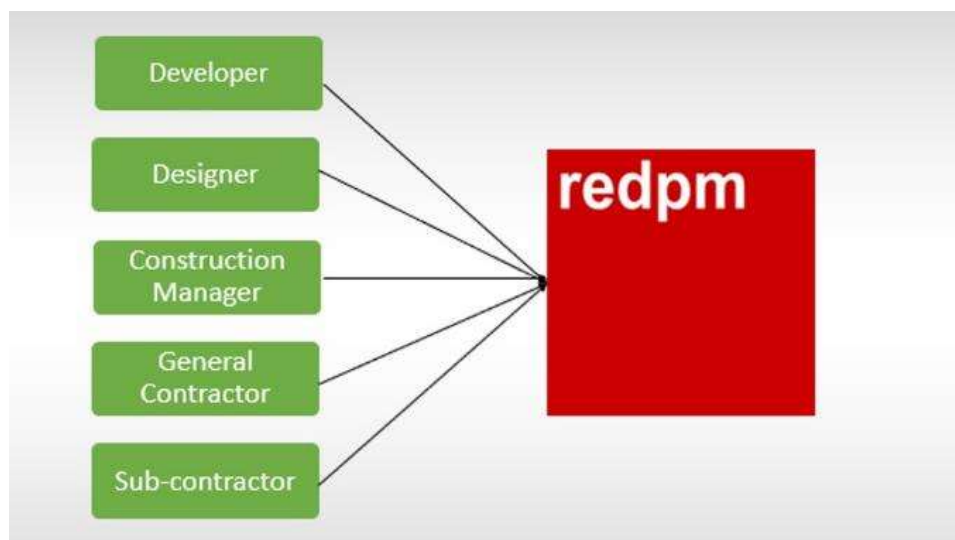 Developer
Designer
Construction
Manager
General
Contractor
Sub-contractor
redpm